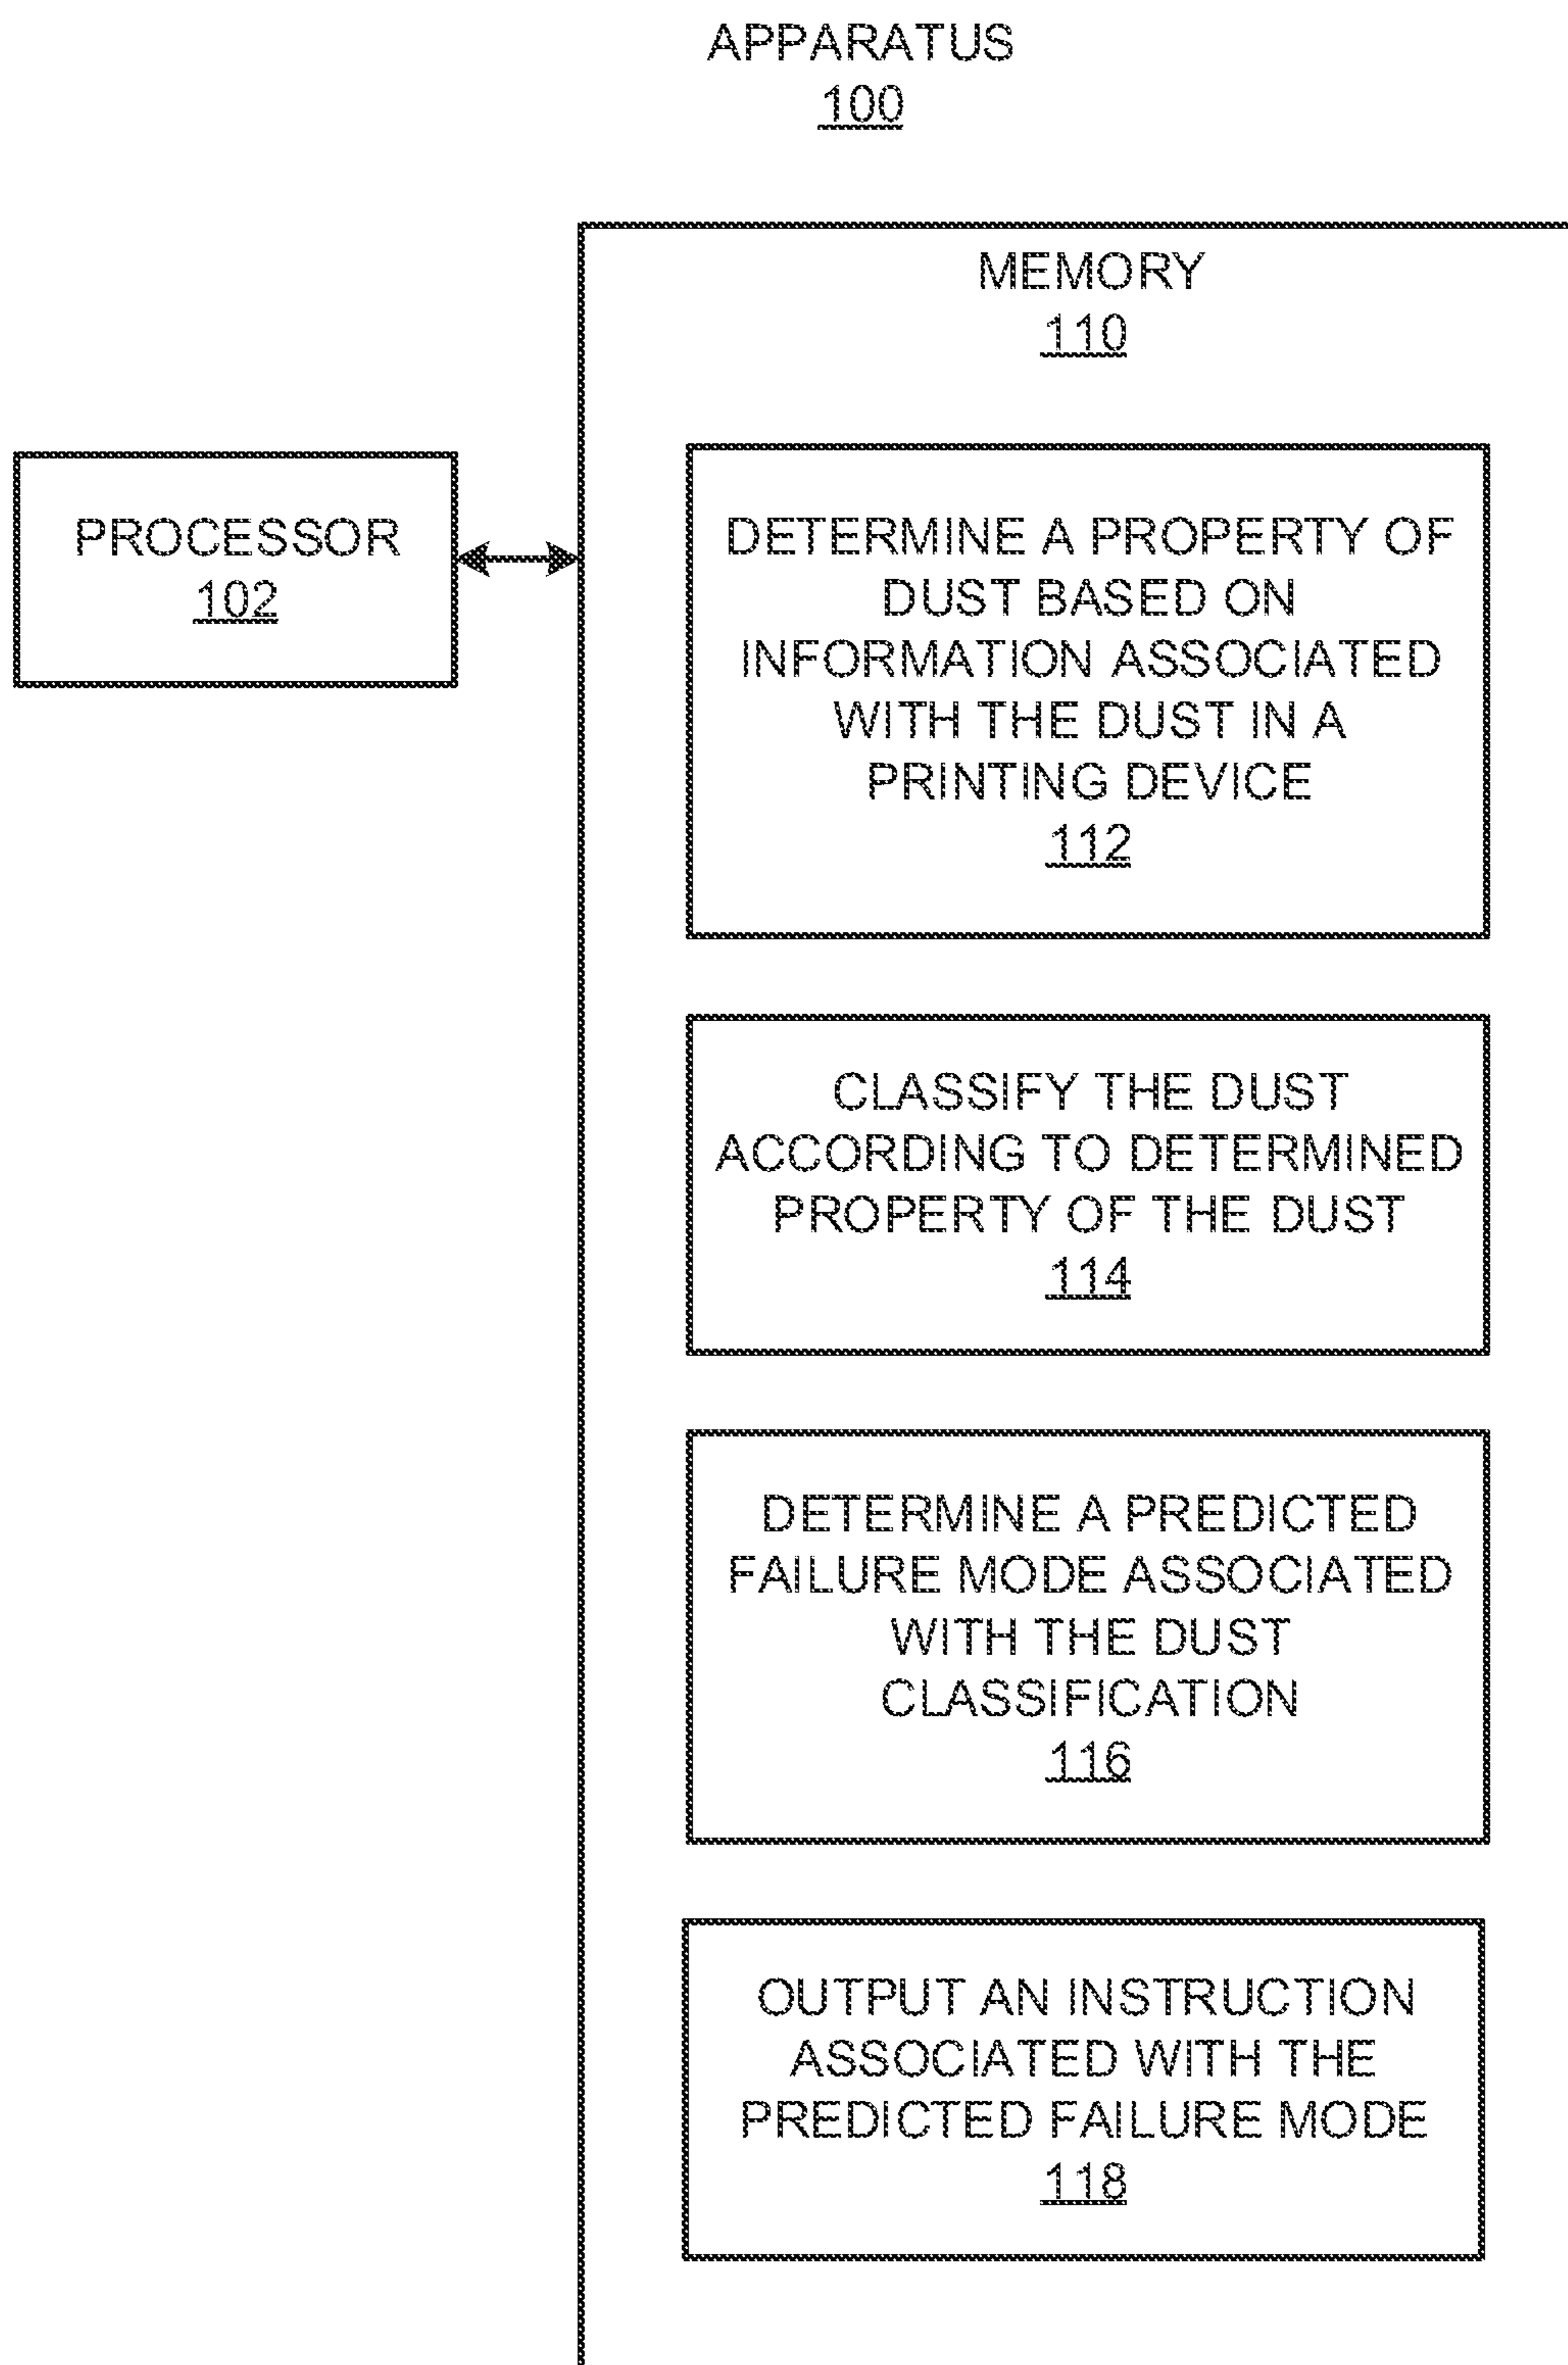 APPARATUS
100
MEMORY
110
PROCESSOR
102
DETERMINE A PROPERTY OF
DUST BASED ON
INFORMATION ASSOCIATED
WITH THE DUST IN A
PRINTING DEVICE
112
CLASSIFY THE DUST
ACCORDING TO DETERMINED
PROPERTY OF THE DUST
114
DETERMINE A PREDICTED
FAILURE MODE ASSOCIATED
WITH THE DUST
CLASSIFICATION
116
OUTPUT AN INSTRUCTION
ASSOCIATED WITH THE
PREDICTED FAILURE MODE
118